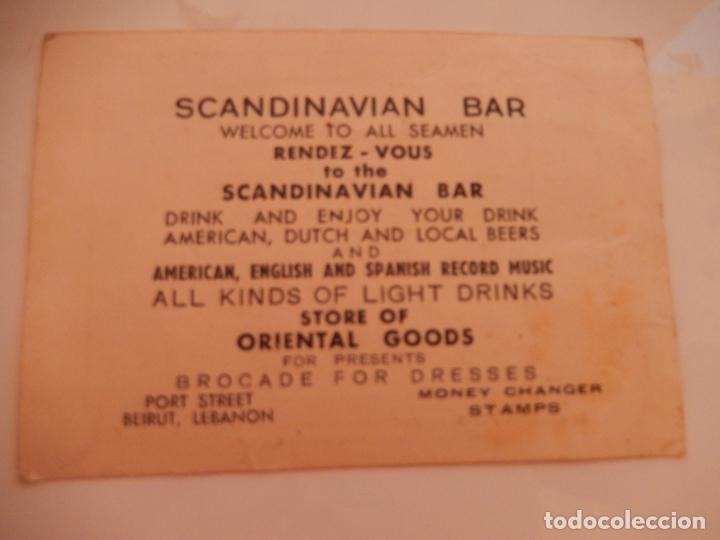 SCANDINAVIAN BAR
WELCOME TO ALL SEAMEN
RENDEZ - VOUS
to the
SCANDINAVIAN BAR
DRINK AND ENJOY YOUR DRINK
AMERICAN, DUTCH AND LOCAL BEERS
AND
AMERICAN, ENGLISH AND SPANISH RECORD MUSIC
ALL KINDS OF LIGHT DRINKS
STORE OF
ORIENTAL GOODS
FOR PRESENTS
BROCADE FOR DRESSES
PORT STREET
BEIRUT, LEBANON
MONEY CHANGER
STAMPS
todocoleccion.net